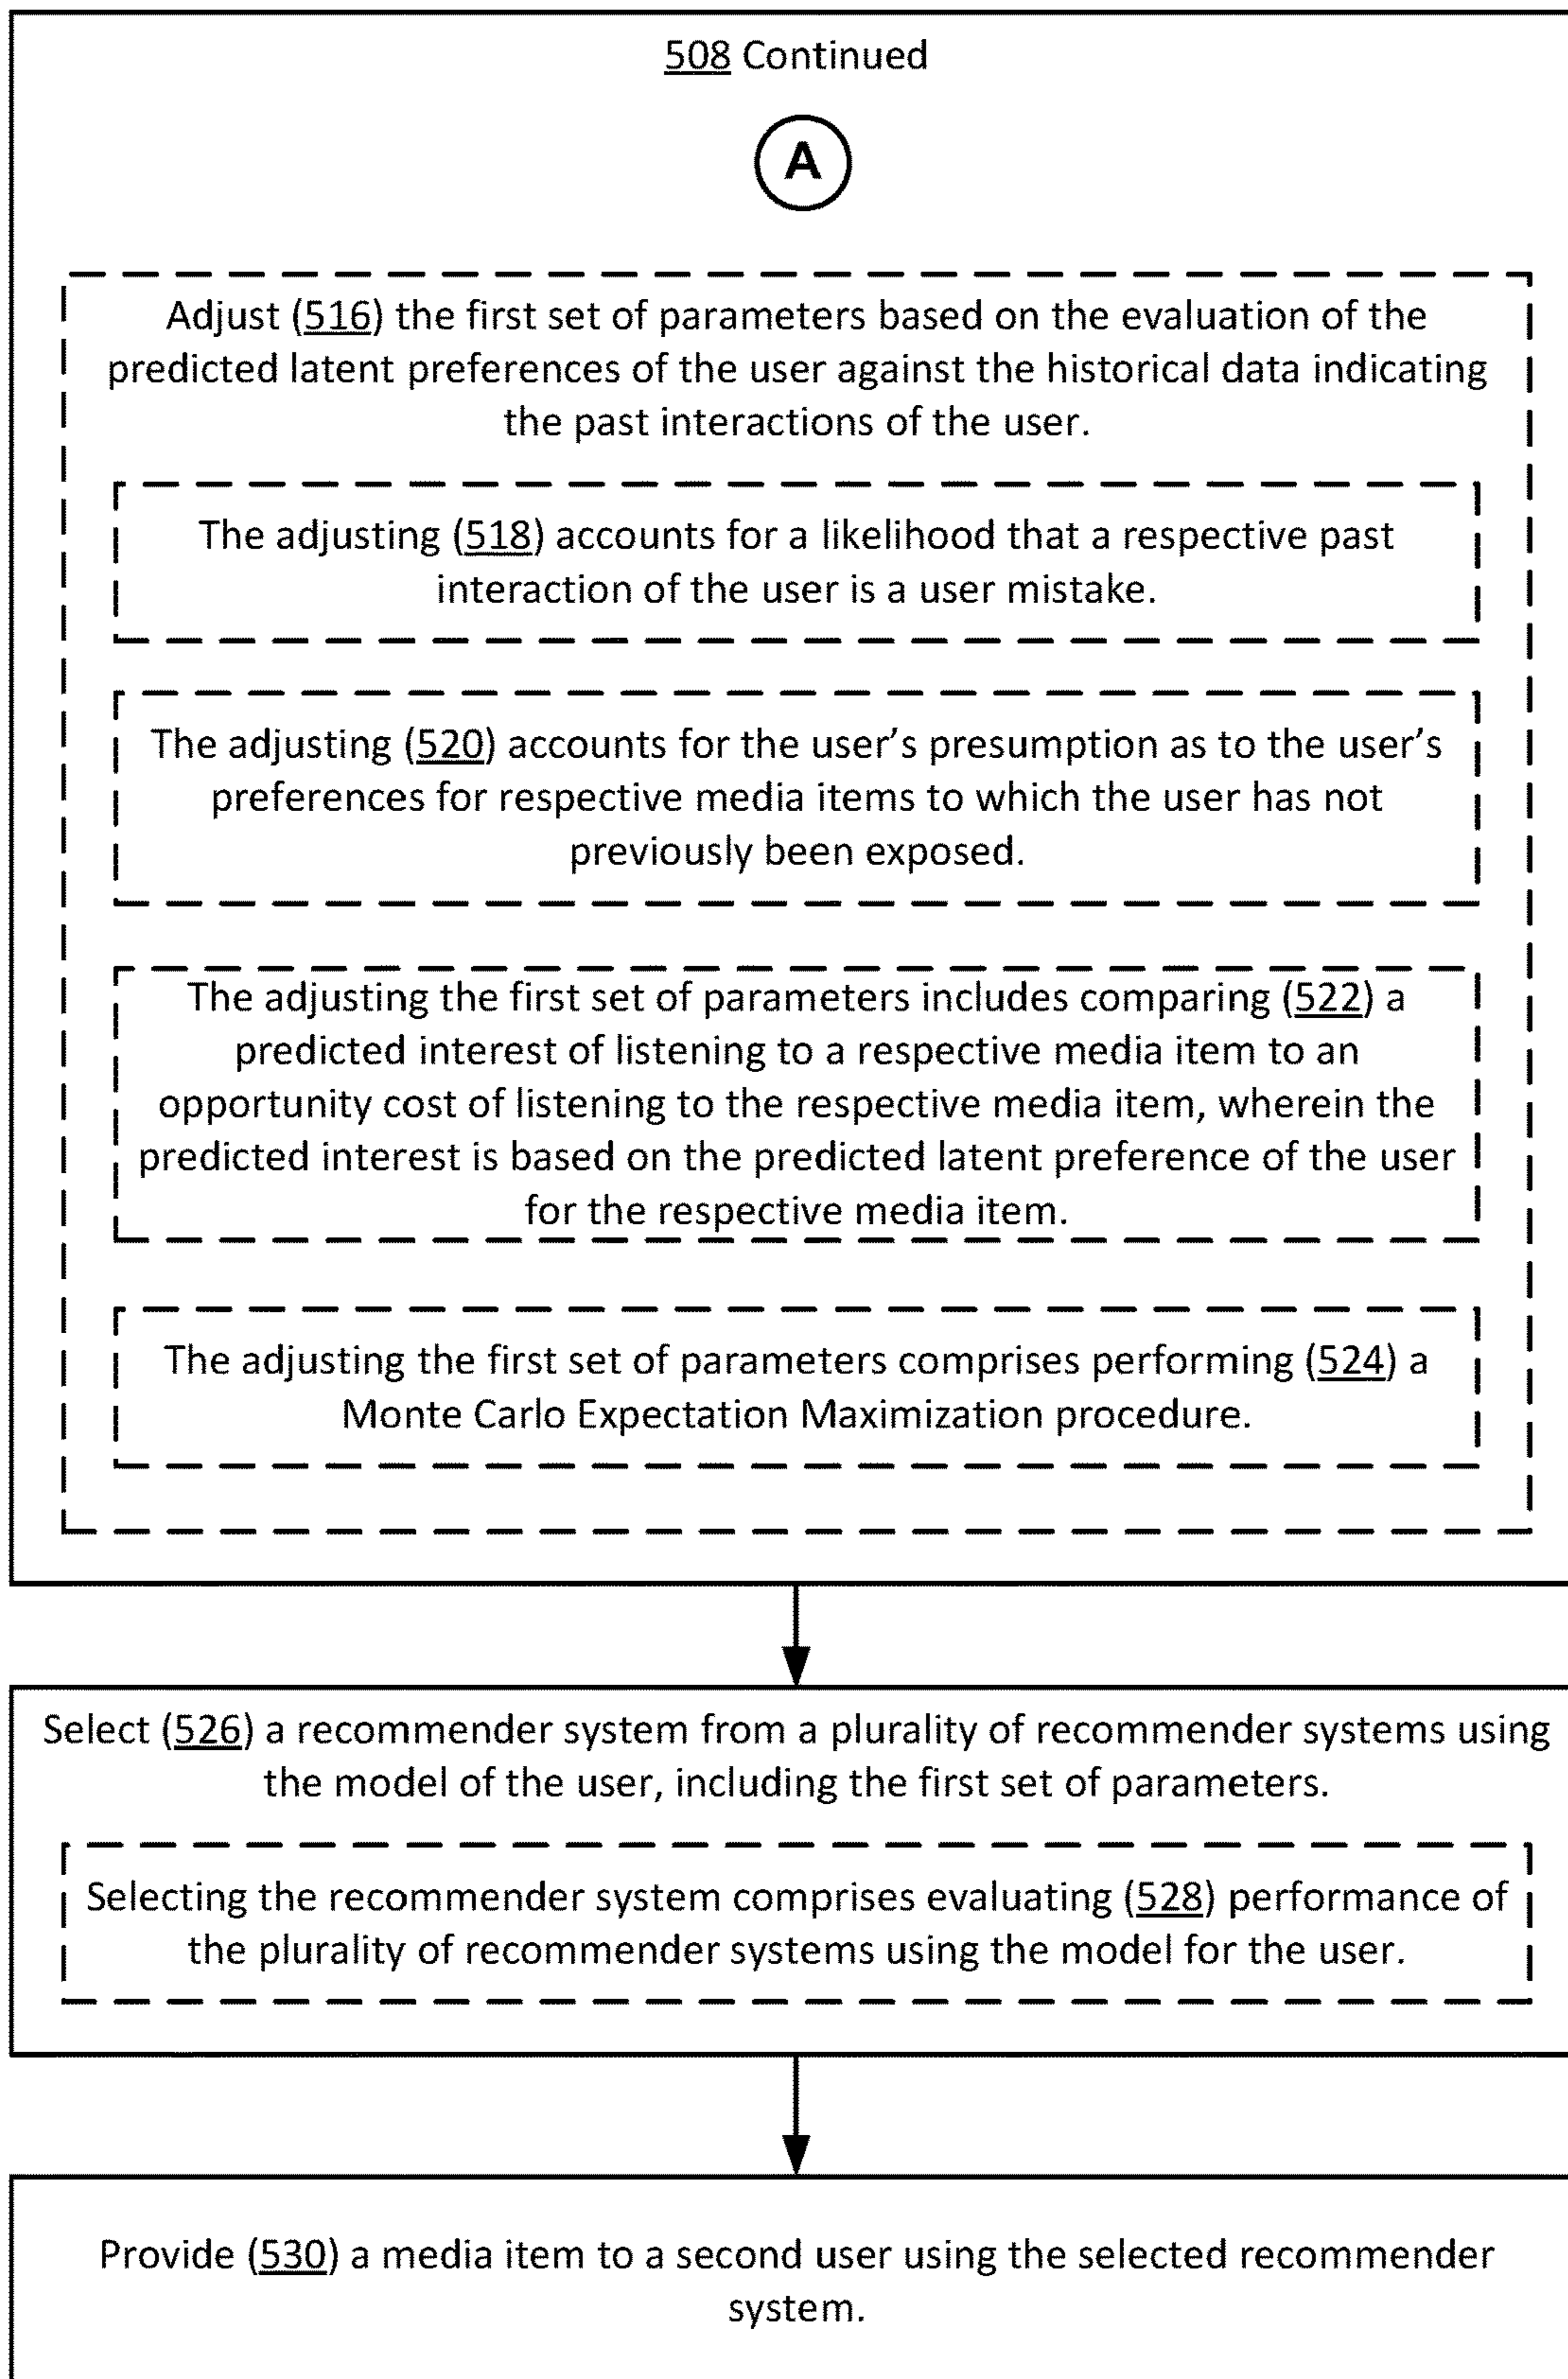 508 Continued
A
Adjust (516) the first set of parameters based on the evaluation of the
predicted latent preferences of the user against the historical data indicating
the past interactions of the user.
The adjusting (518) accounts for a likelihood that a respective past
interaction of the user is a user mistake.
The adjusting (520) accounts for the user’s presumption as to the user’s
preferences for respective media items to which the user has not
previously been exposed.
The adjusting the first set of parameters includes comparing (522) a
predicted interest of listening to a respective media item to an
opportunity cost of listening to the respective media item, wherein the
predicted interest is based on the predicted latent preference of the user
for the respective media item.
The adjusting the first set of parameters comprises performing (524) a
Monte Carlo Expectation Maximization procedure.
Select (526) a recommender system from a plurality of recommender systems using
the model of the user, including the first set of parameters.
Selecting the recommender system comprises evaluating (528) performance of
the plurality of recommender systems using the model for the user.
Provide (530) a media item to a second user using the selected recommender
system.